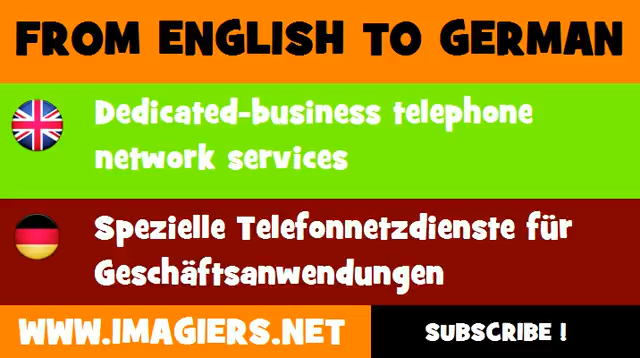 FROM ENGLISH TO GERMAN
Dedicated-business telephone
network services
Spezielle Telefonnetzdienste für
Geschäftsanwendungen
WWW.IMAGIERS.NET
SUBSCRIBE !